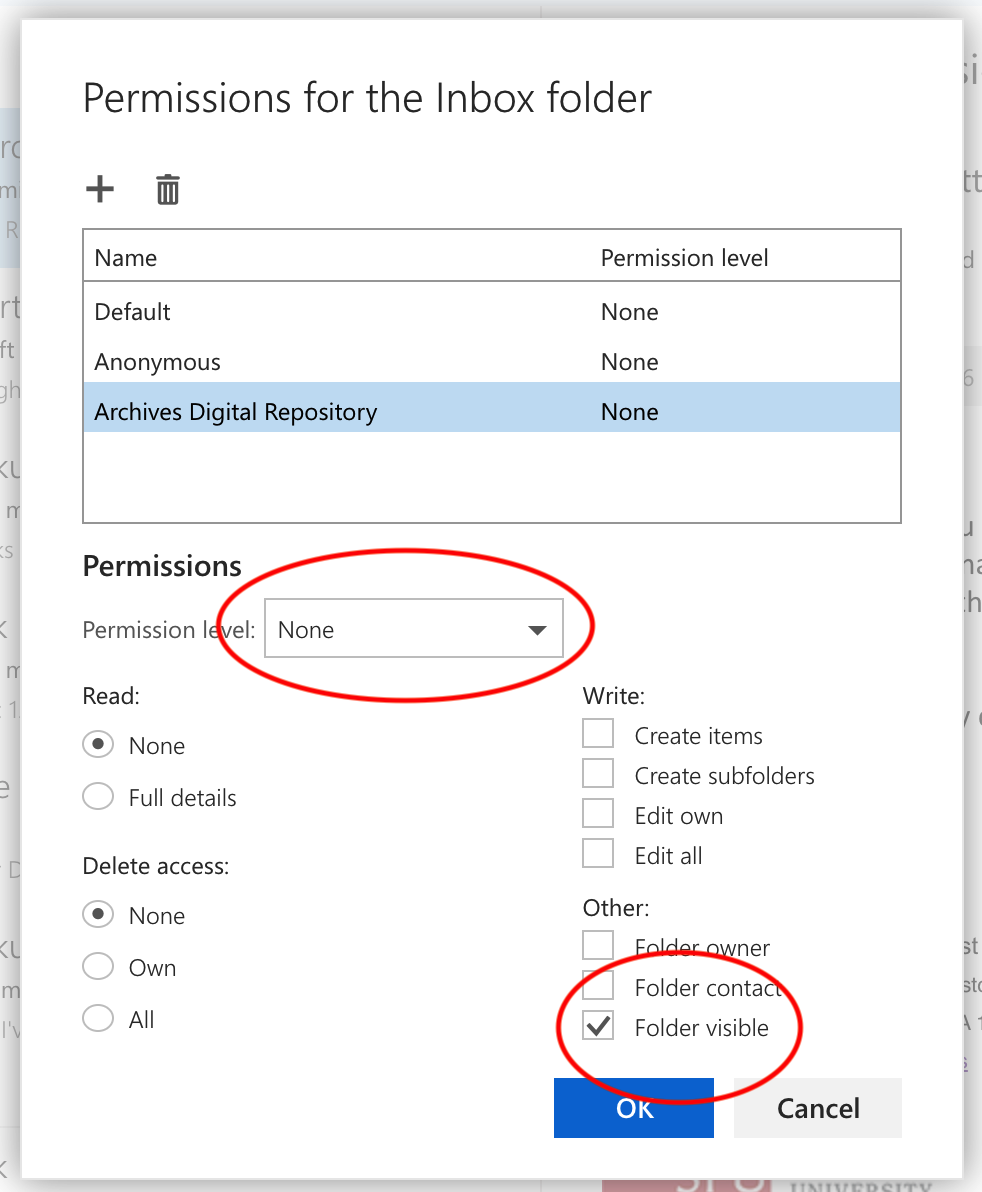 Permissions for the Inbox folder
Name Permission level
Default None
Anonymous None
Archives Digital Repository None
Permissions
Permission level: None
Read:
None
Full details
Delete access:
None
Own
All
Write:
Create items
Create subfolders
Edit own
Edit all
Other:
Folder owner
Folder contact
Folder visible
OK Cancel
UNIVERSITY